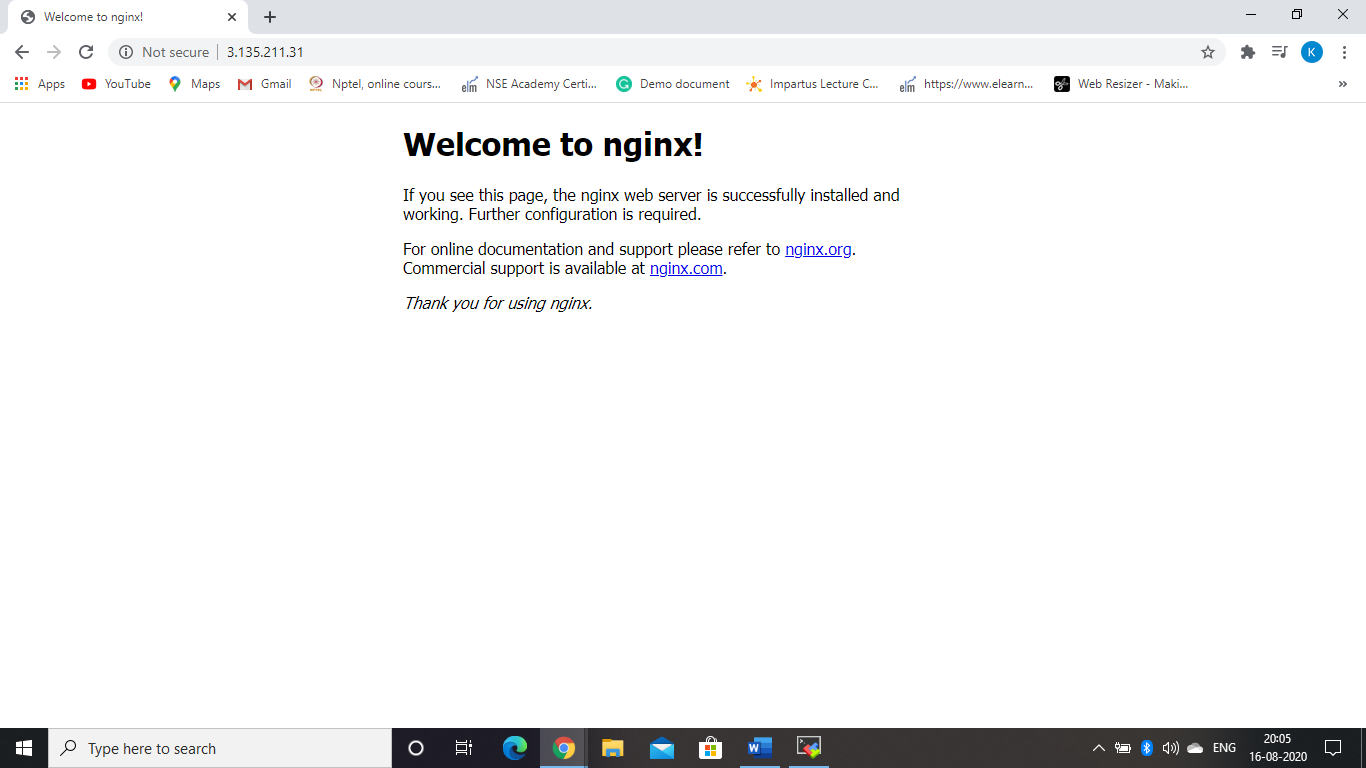 Welcome to nginx!
Not secure
3.135.211.31
K
Apps
YouTube
Maps
Gmail
Nptel, online cours...
NSE Academy Certi...
Demo document
Impartus Lecture C...
https://www.elearn...
Web Resizer - Maki...
»
Welcome to nginx!
If you see this page, the nginx web server is successfully installed and
working. Further configuration is required.
For online documentation and support please refer to nginx.org.
Commercial support is available at nginx.com.
Thank you for using nginx.
Type here to search
ENG
20:05
16-08-2020